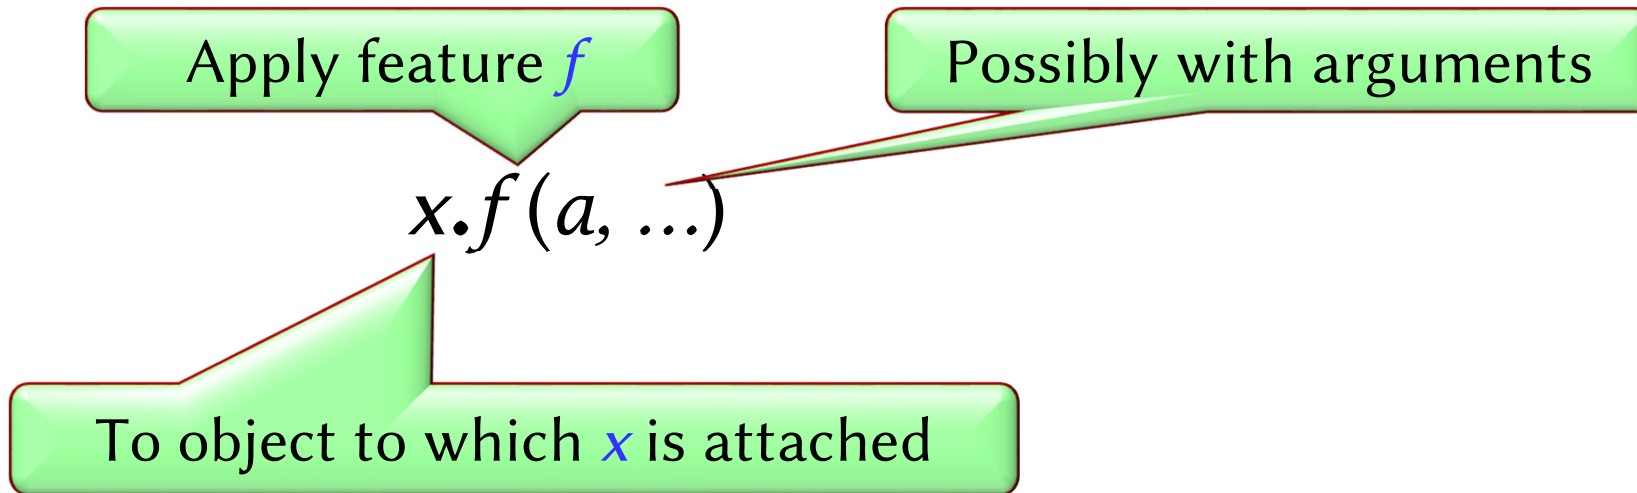 Apply feature f
Possibly with arguments
x.f (a, ...)
To object to which x is attached